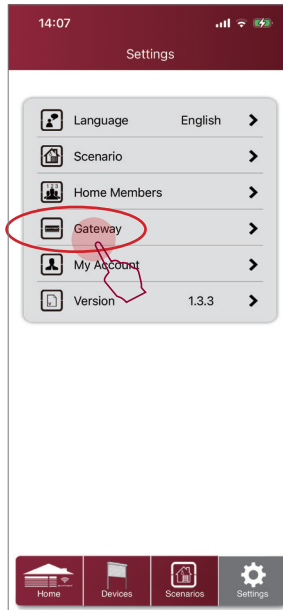 14:07
Settings
Language English
Scenario
Home Members
Gateway
My Account
Version 1.3.3
Home Devices Scenarios Settings